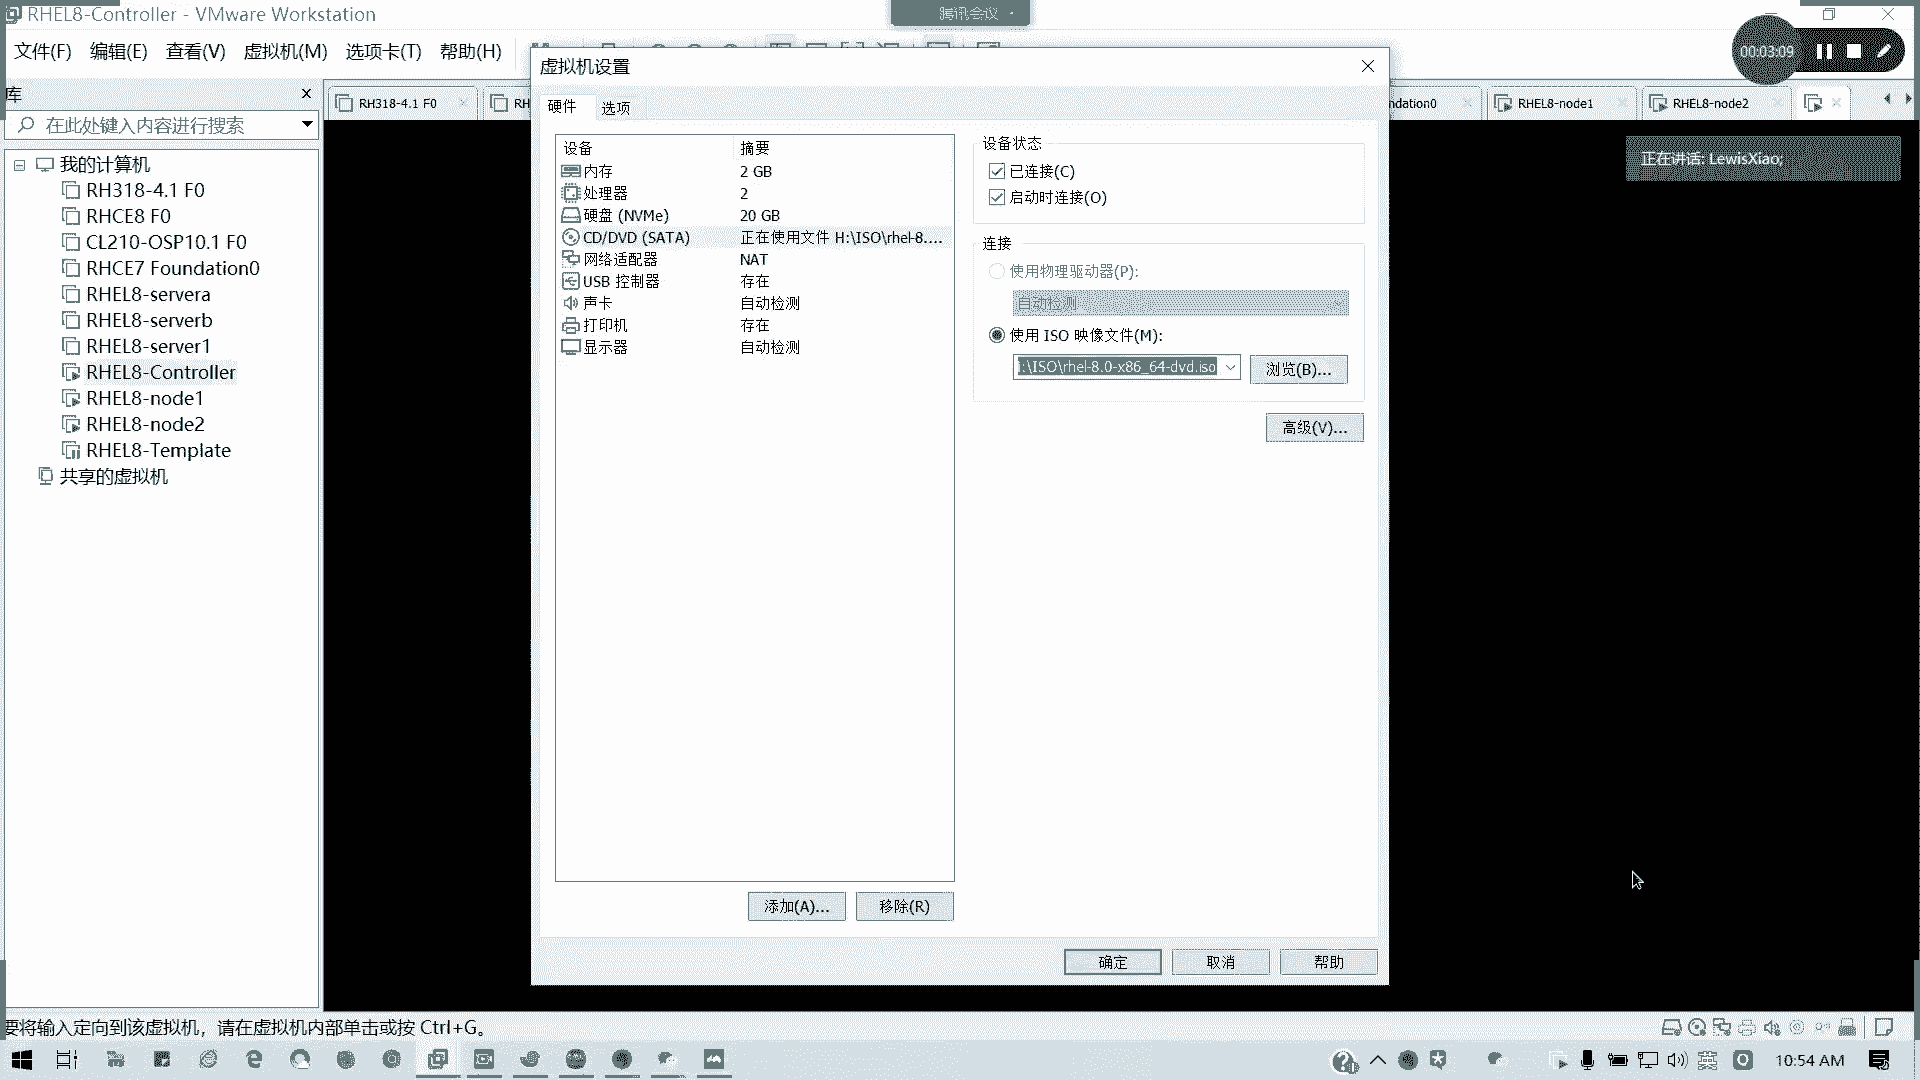 RHEL8-Controller - VMware Workstation
腾讯会议
文件(F) 编辑(E) 查看(V) 虚拟机(M) 选项卡(T) 帮助(H)
00:03:09
库
在此处键入内容进行搜索
我的计算机
RH318-4.1 F0
RHCE8 F0
CL210-OSP10.1 F0
RHCE7 Foundation0
RHEL8-servera
RHEL8-serverb
RHEL8-server1
RHEL8-Controller
RHEL8-node1
RHEL8-node2
RHEL8-Template
共享的虚拟机
RH318-4.1 F0
RH
ndation0
RHEL8-node1
RHEL8-node2
正在讲话: LewisXiao;
虚拟机设置
硬件 选项
设备 摘要
内存 2 GB
处理器 2
硬盘 (NVMe) 20 GB
CD/DVD (SATA) 正在使用文件 H:\ISO\rhel-8....
网络适配器 NAT
USB 控制器 存在
声卡 自动检测
打印机 存在
显示器 自动检测
添加(A)... 移除(R)
设备状态
已连接(C)
启动时连接(O)
连接
使用物理驱动器(P):
自动检测
使用 ISO 映像文件(M):
:\ISO\rhel-8.0-x86_64-dvd.iso 浏览(B)...
高级(V)...
确定 取消 帮助
要将输入定向到该虚拟机，请在虚拟机内部单击或按 Ctrl+G。
英
10:54 AM